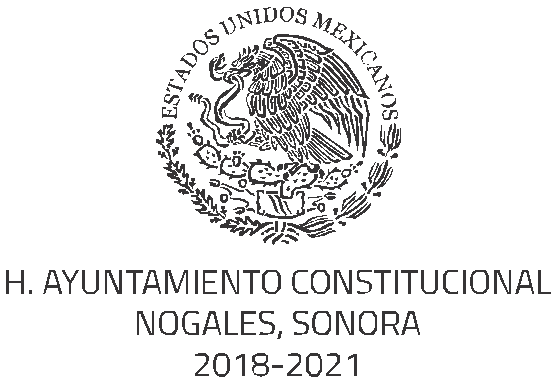 ESTADOS UNIDOS MEXICANOS
H. AYUNTAMIENTO CONSTITUCIONAL
NOGALES, SONORA
2018-2021